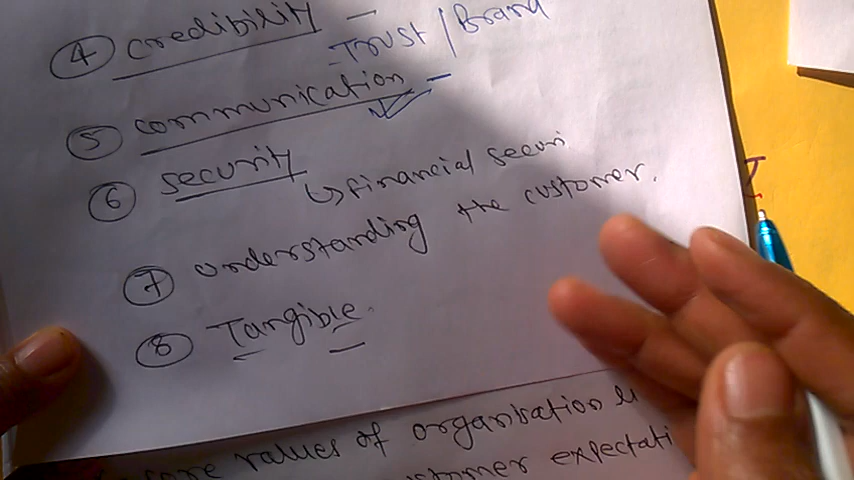 ④ credibility –
Trust / Brand
⑤ communication –
⑥ security
↳ Financial Securi
⑦ understanding the customer.
⑧ Tangible.
core values of organisation
customer expectati
I